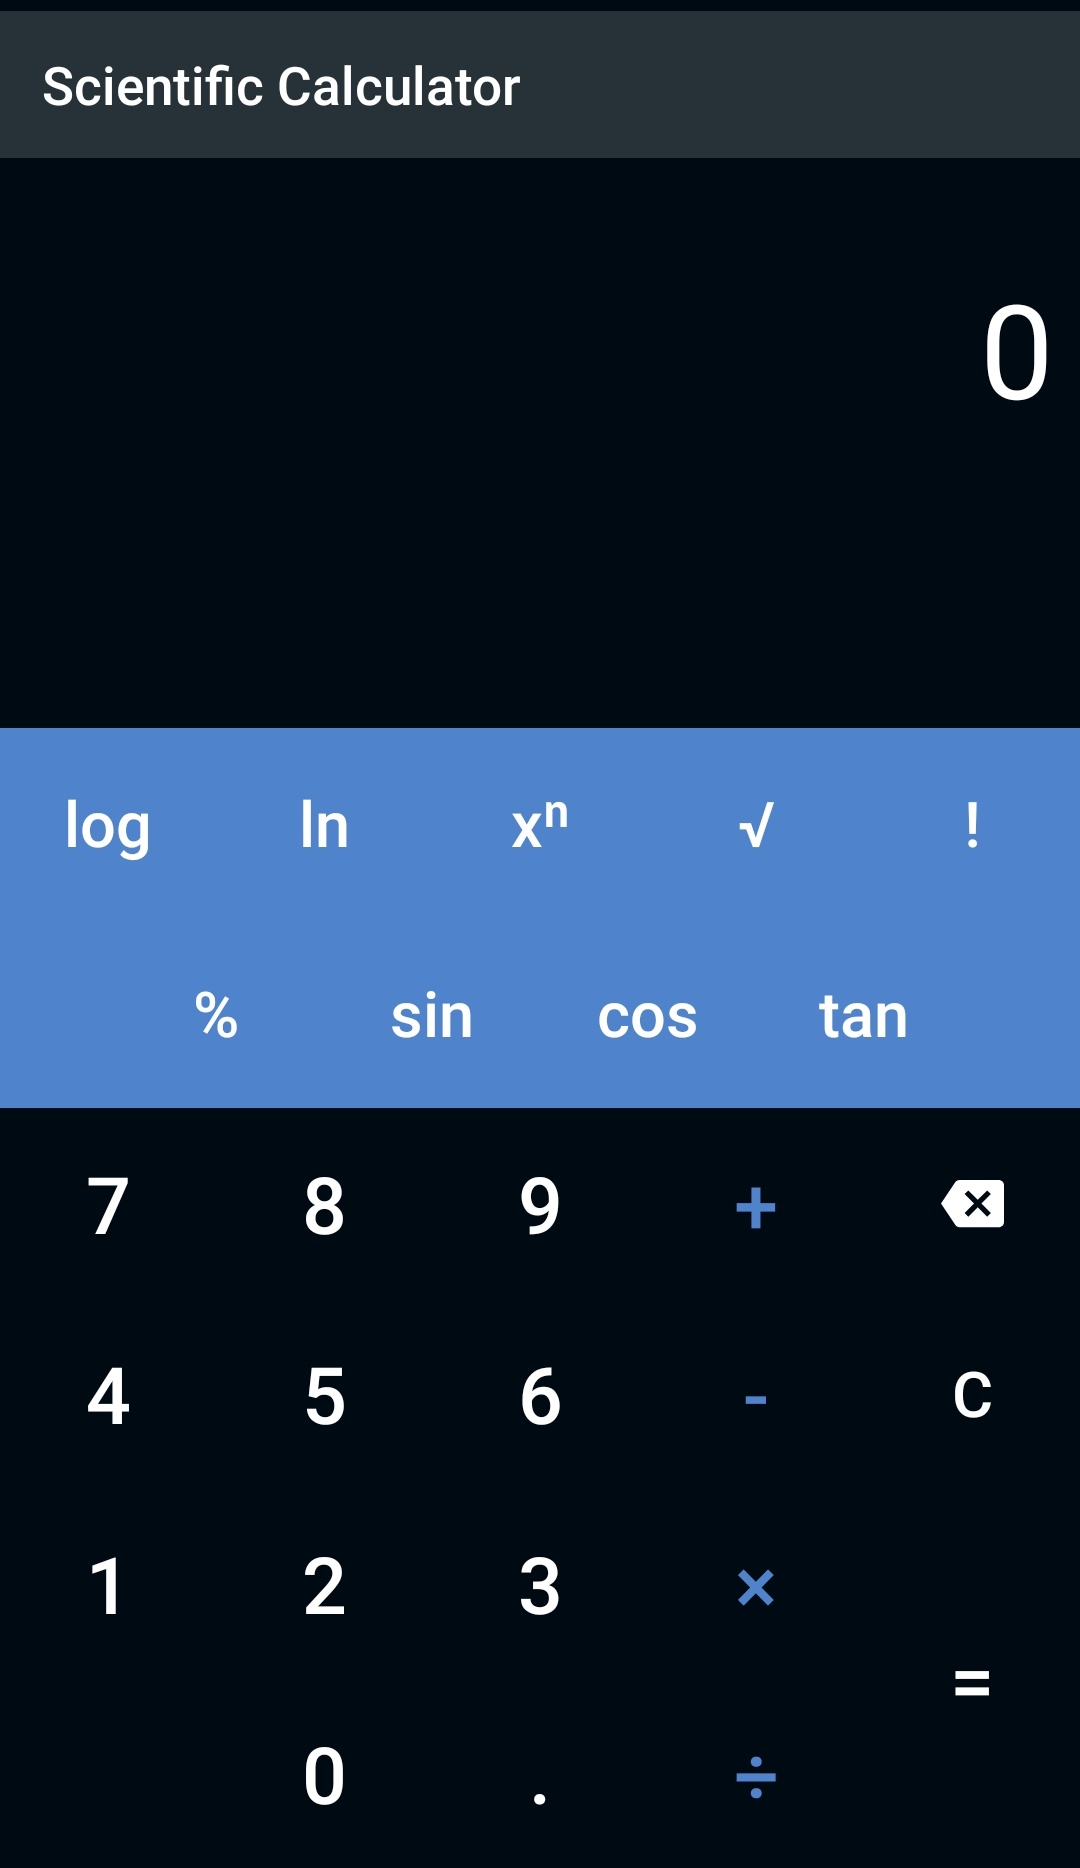 Scientific Calculator
0
log ln xⁿ √ !
% sin cos tan
7 8 9 +
4 5 6 - C
1 2 3 ×
=
0 . ÷